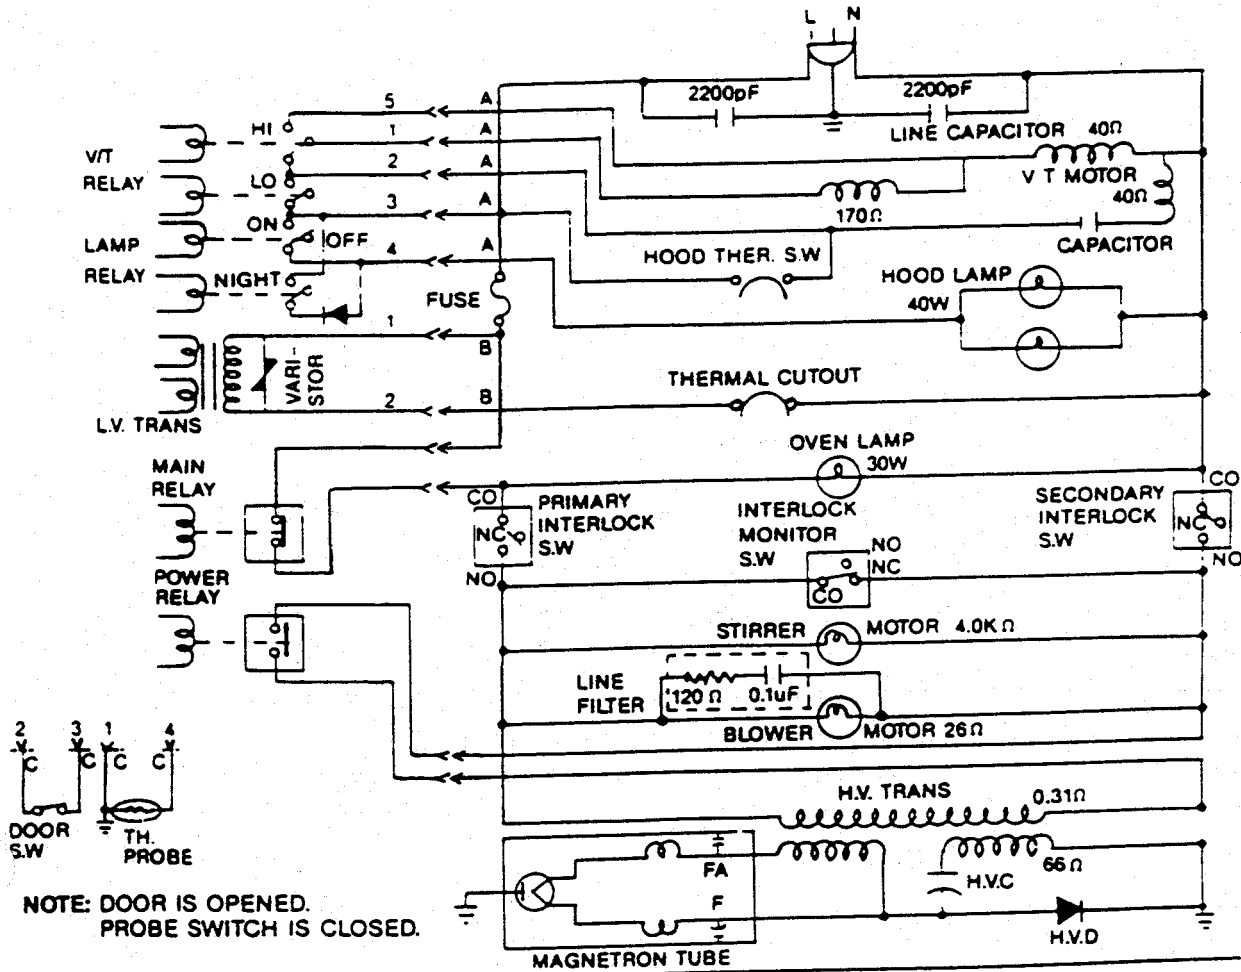 L N
2200pF 2200pF
LINE CAPACITOR 40Ω
V T MOTOR
40Ω
170Ω
CAPACITOR
5 A
HI 1 A
V/T
RELAY
2 A
LO
3 A
ON
OFF
LAMP
RELAY
4 A
NIGHT
HOOD THER. S.W
HOOD LAMP
40W
FUSE
1 B
VARI-
STOR
2 B
L.V. TRANS
THERMAL CUTOUT
OVEN LAMP
30W
MAIN
RELAY
CO
NC
NO
PRIMARY
INTERLOCK
S.W
INTERLOCK
MONITOR
S.W
NO
NC
CO
SECONDARY
INTERLOCK
S.W
CO
NC
NO
POWER
RELAY
STIRRER MOTOR 4.0KΩ
LINE
FILTER
120Ω 0.1uF
BLOWER MOTOR 26Ω
2 3 1 4
C C C C
DOOR
S.W
TH.
PROBE
H.V. TRANS 0.31Ω
66Ω
H.V.C
H.V.D
FA
F
MAGNETRON TUBE
NOTE: DOOR IS OPENED.
PROBE SWITCH IS CLOSED.